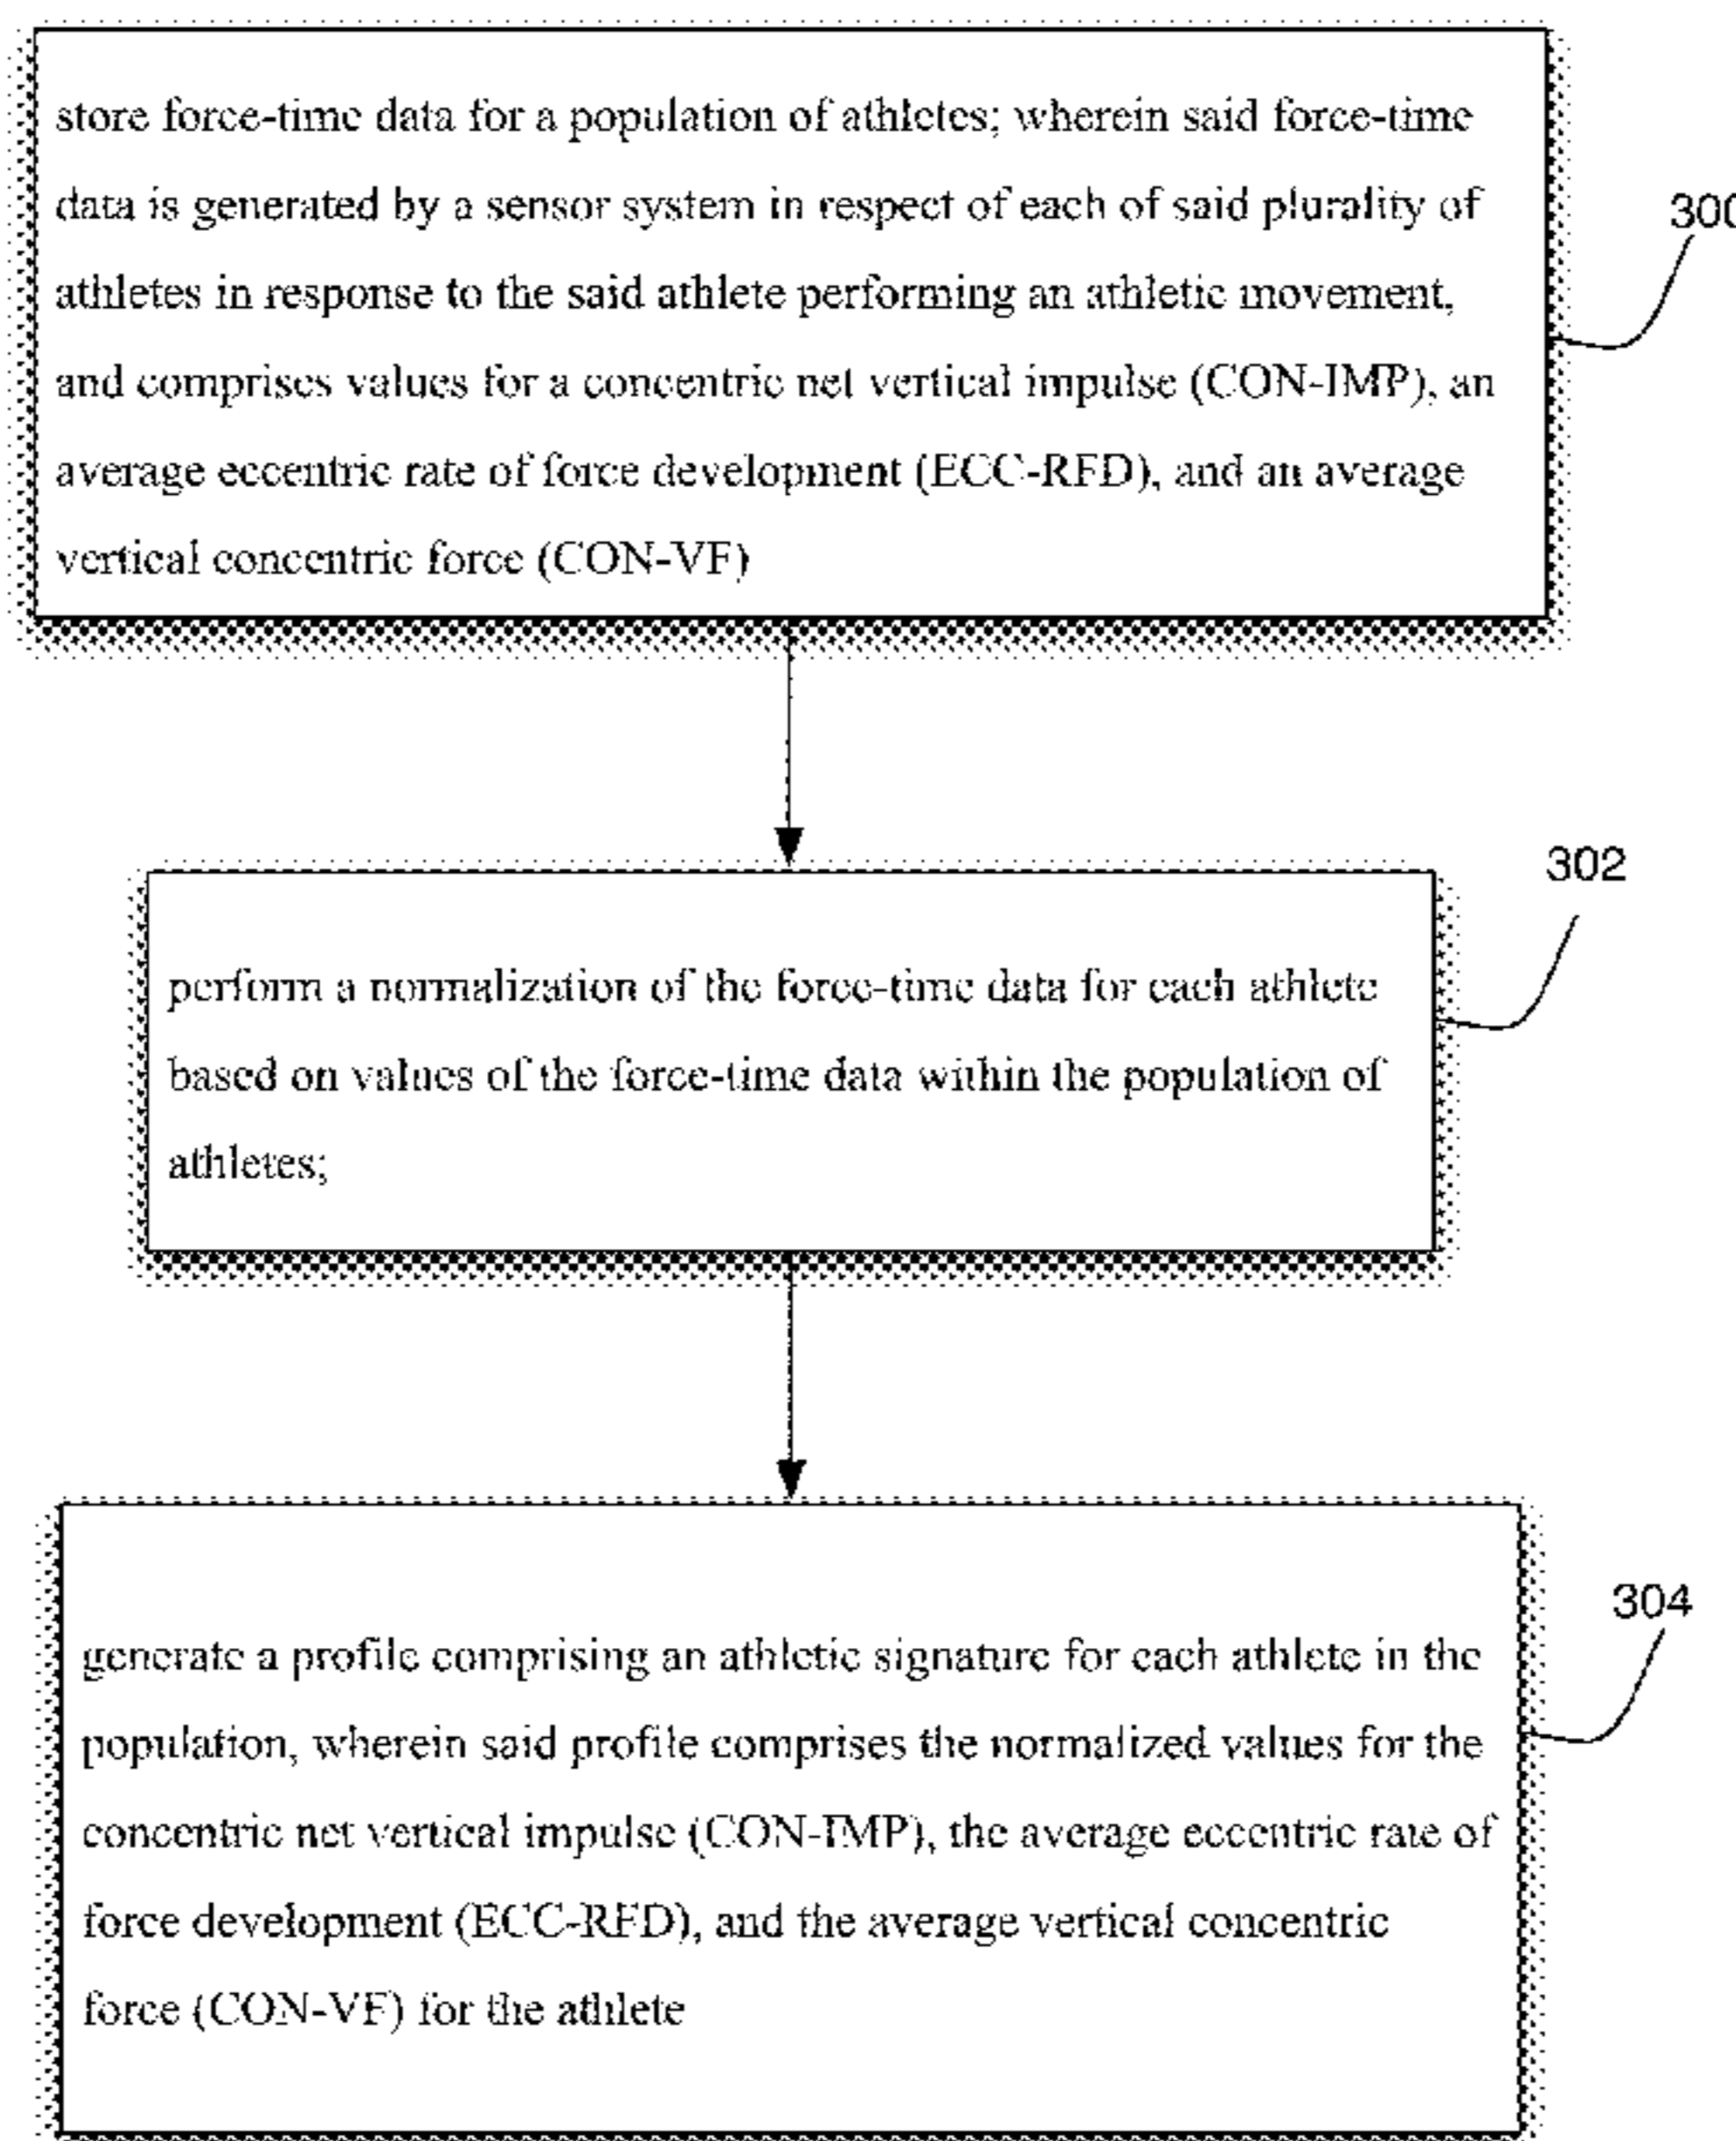 store force-time data for a population of athletes; wherein said force-time
data is generated by a sensor system in respect of each of said plurality of
athletes in response to the said athlete performing an athletic movement,
and comprises values for a concentric net vertical impulse (CON-IMP), an
average eccentric rate of force development (ECC-RFD), and an average
vertical concentric force (CON-VF)
300
302
perform a normalization of the force-time data for each athlete
based on values of the force-time data within the population of
athletes;
304
generate a profile comprising an athletic signature for each athlete in the
population, wherein said profile comprises the normalized values for the
concentric net vertical impulse (CON-IMP), the average eccentric rate of
force development (ECC-RFD), and the average vertical concentric
force (CON-VF) for the athlete